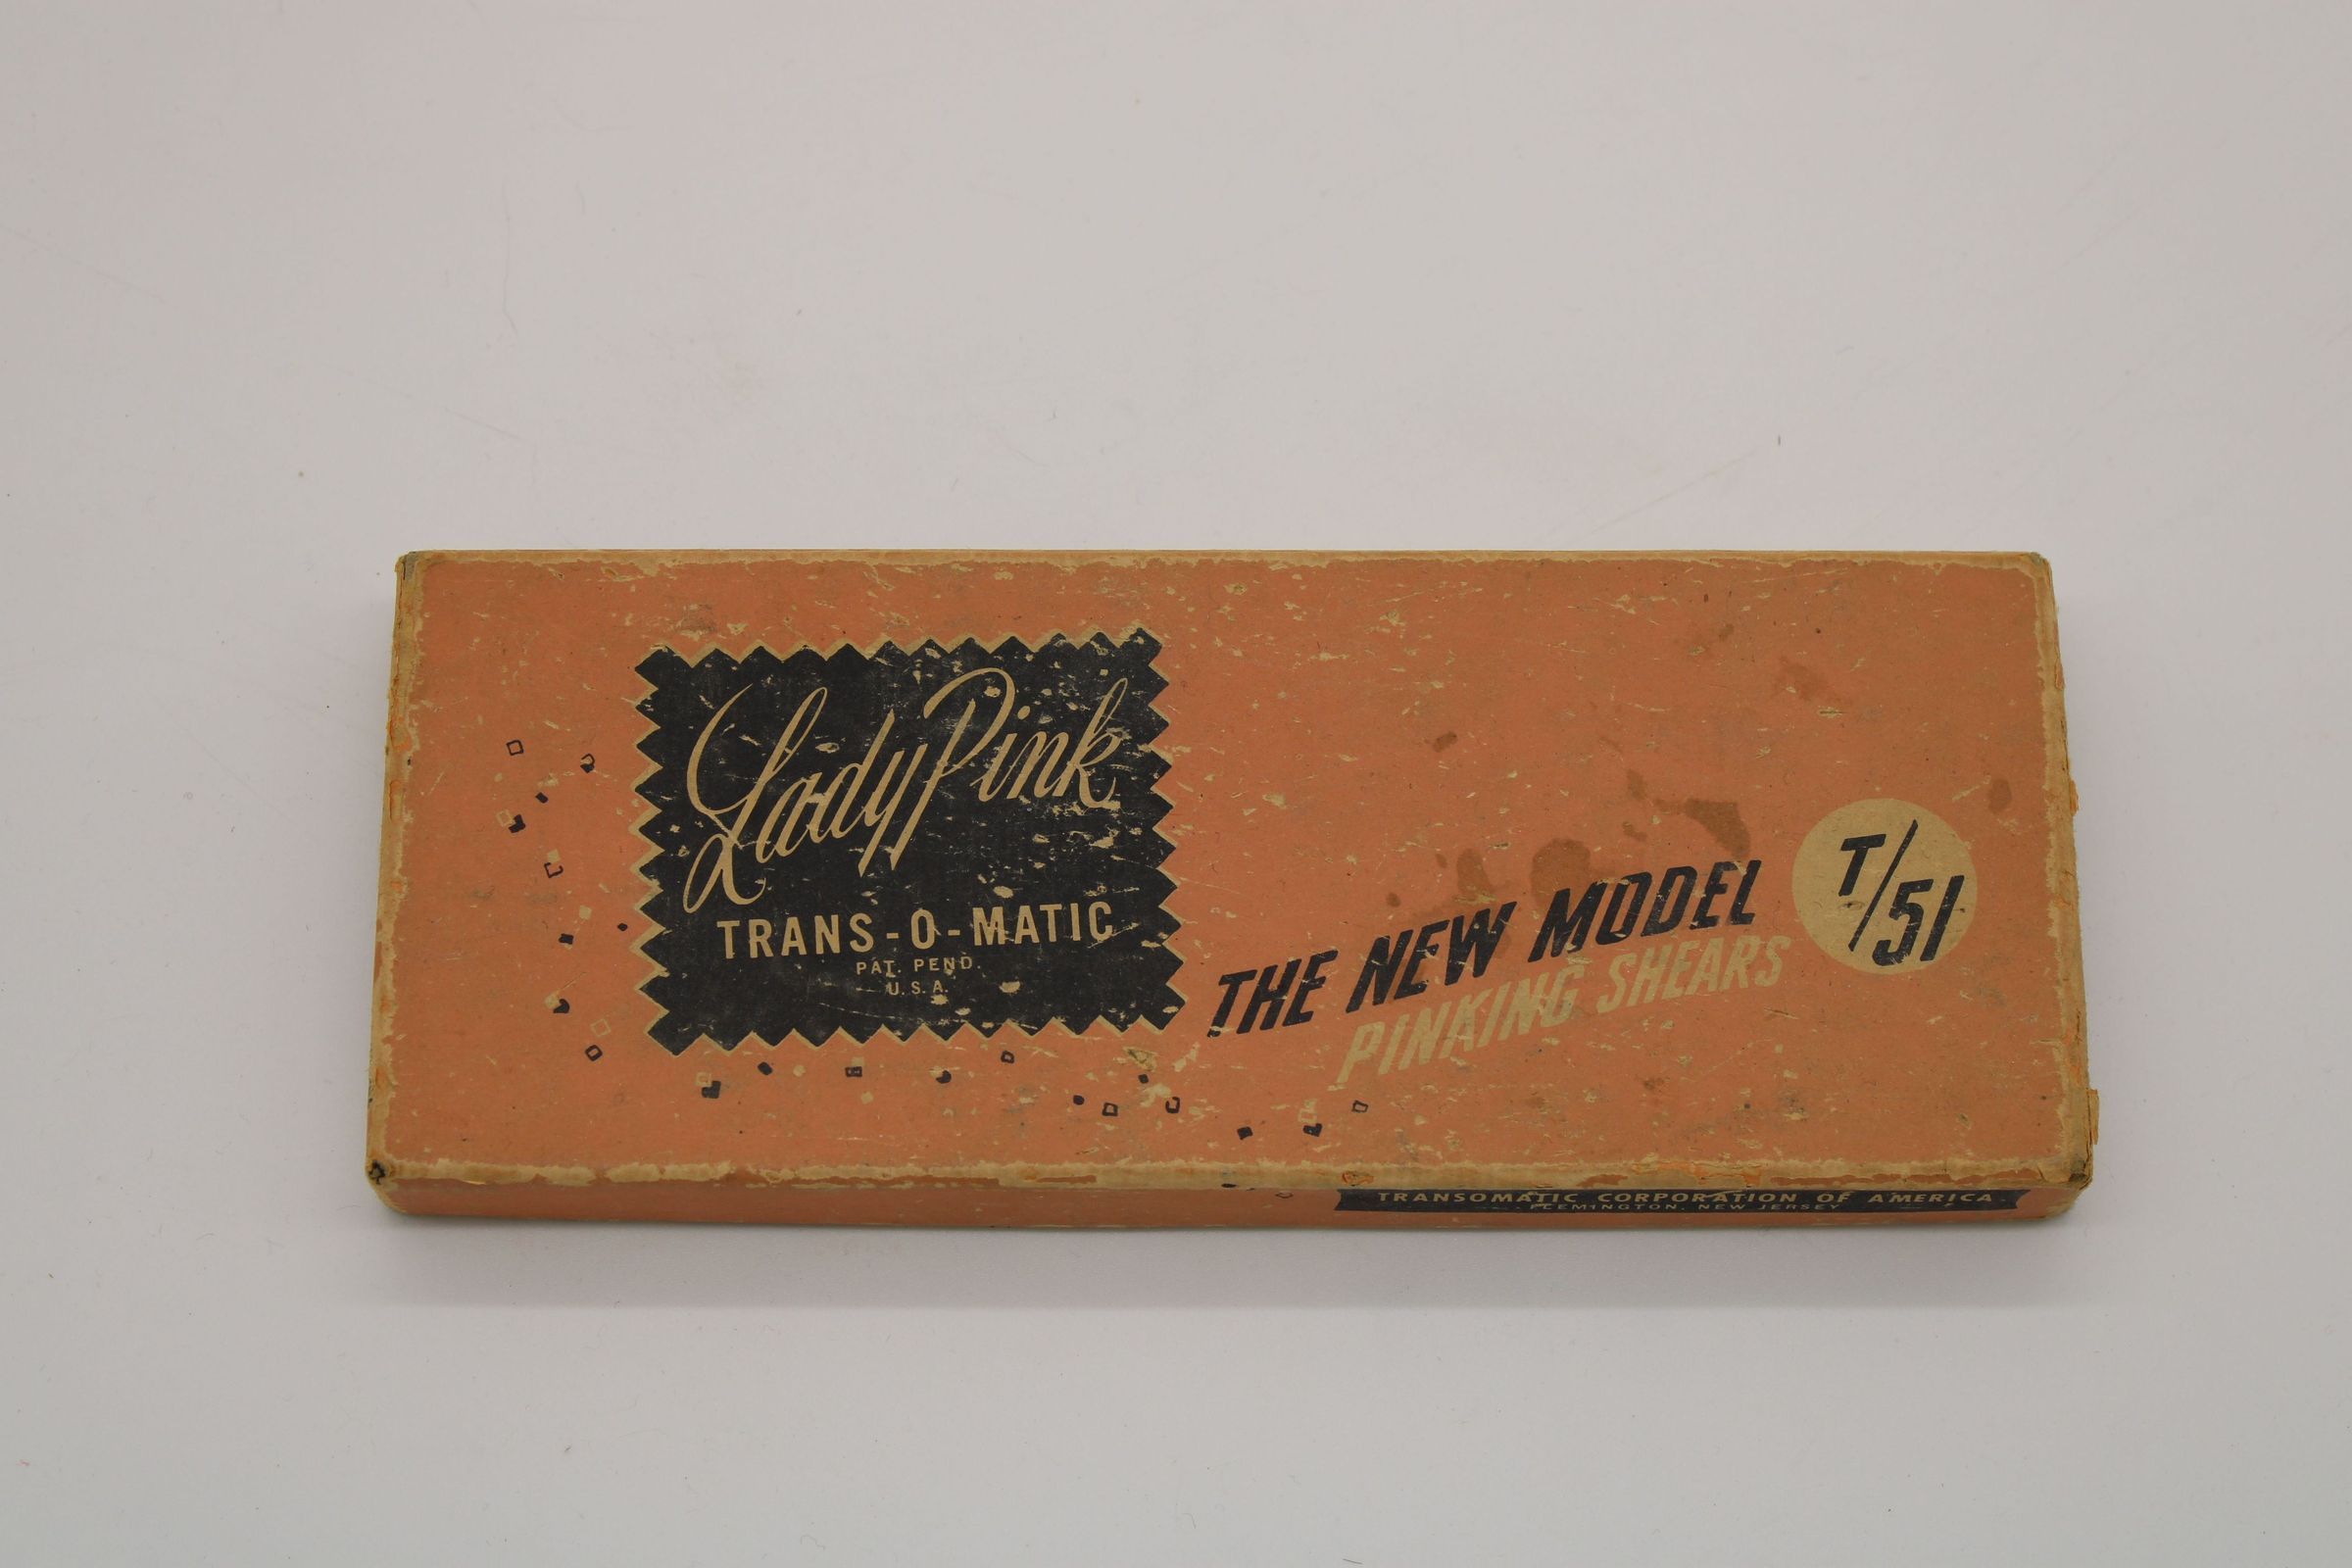 Lady Pink
TRANS-O-MATIC
PAT. PEND.
U.S.A.
THE NEW MODEL
PINKING SHEARS
T/51
TRANSOMATIC CORPORATION OF AMERICA
FLEMINGTON, NEW JERSEY